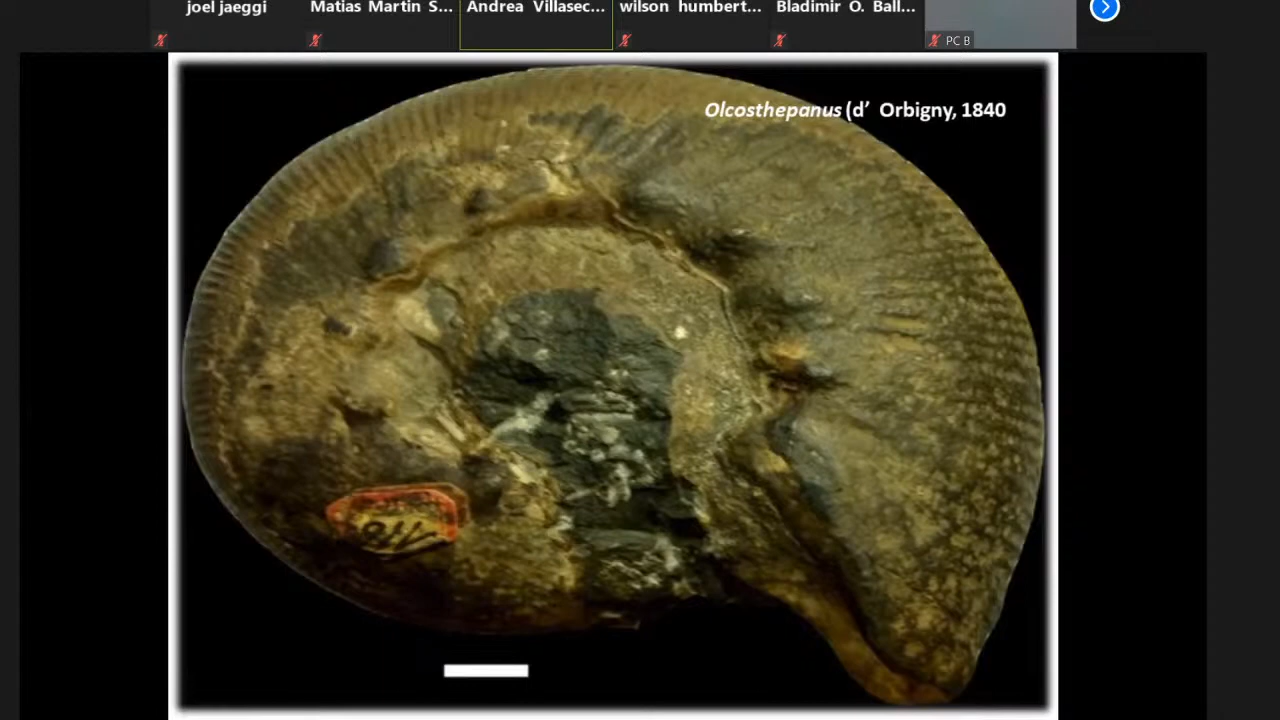 joel jaeggi
Matias Martin S...
Andrea Villasec...
wilson humbert...
Bladimir O. Ball...
PC B
Olcosthepanus (d’ Orbigny, 1840